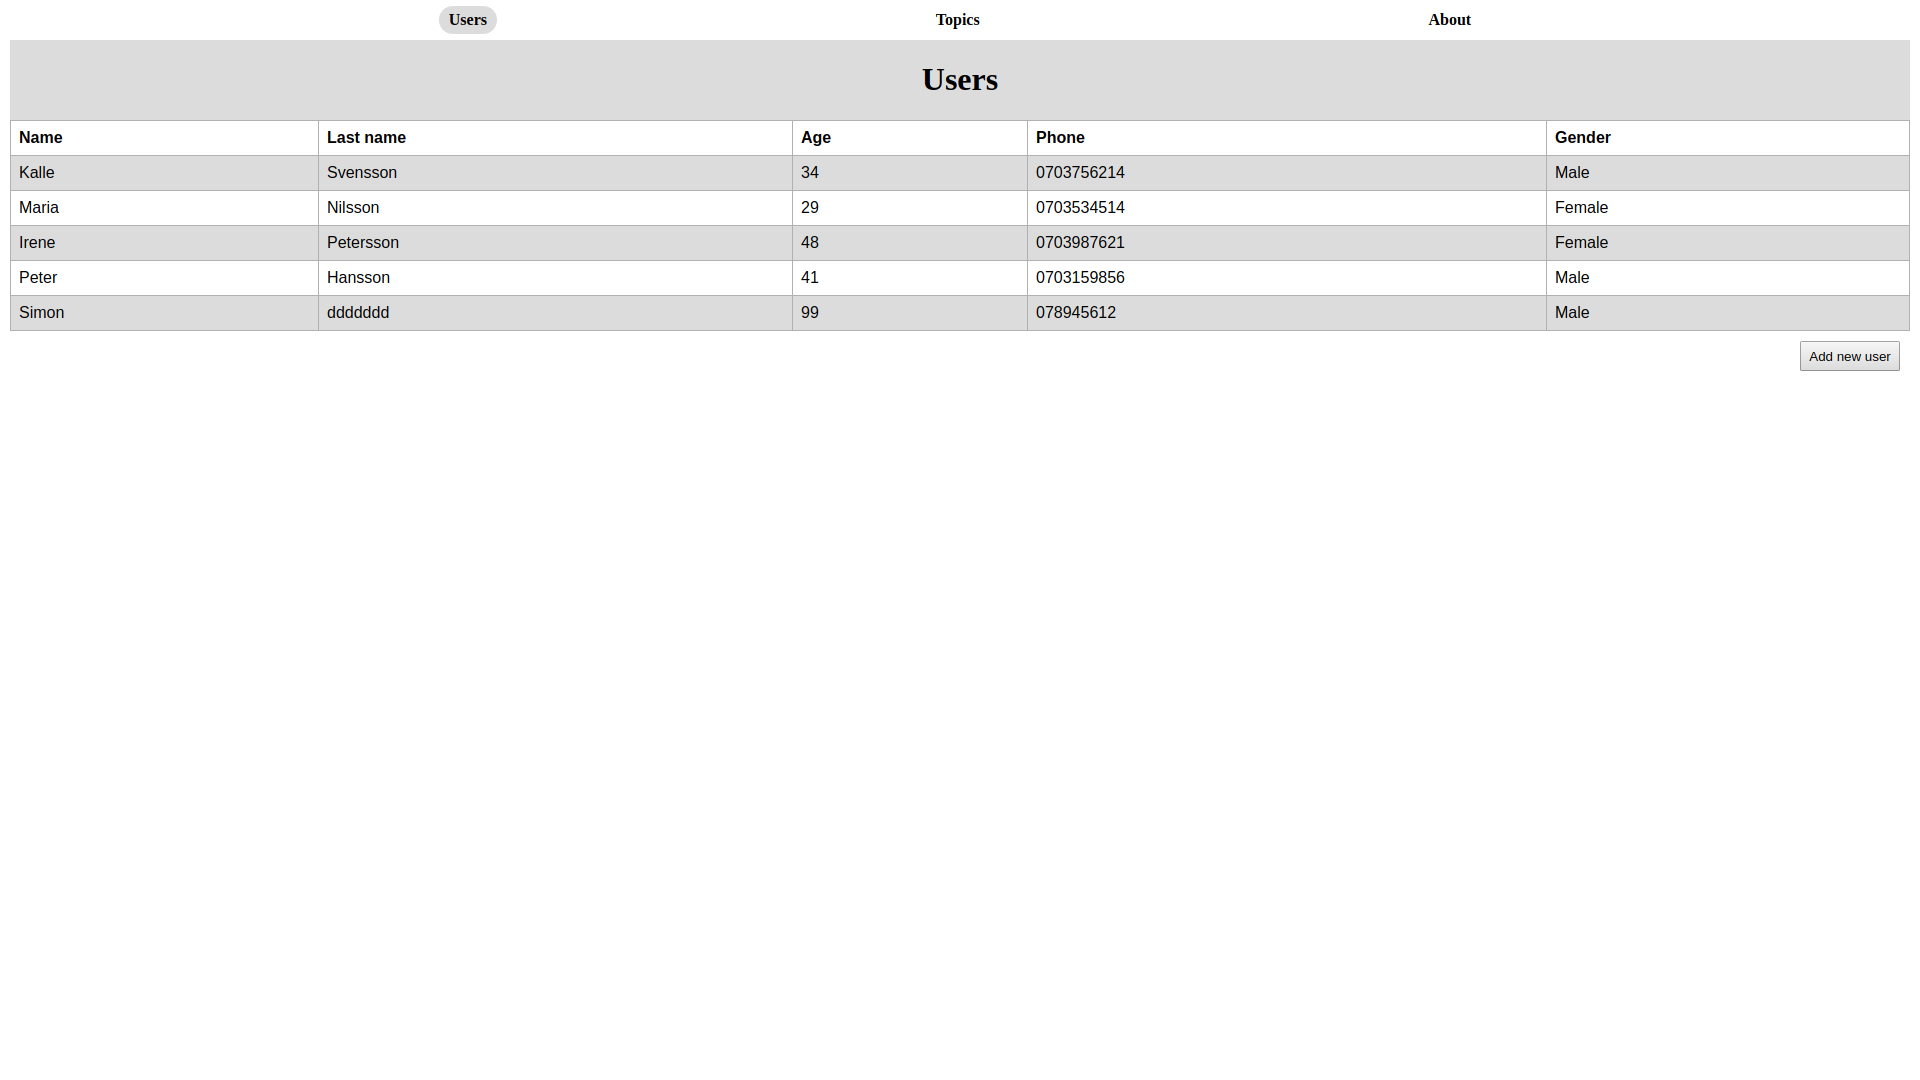 Users Topics About
Users
Name Last name Age Phone Gender
Kalle Svensson 34 0703756214 Male
Maria Nilsson 29 0703534514 Female
Irene Petersson 48 0703987621 Female
Peter Hansson 41 0703159856 Male
Simon ddddddd 99 078945612 Male
Add new user